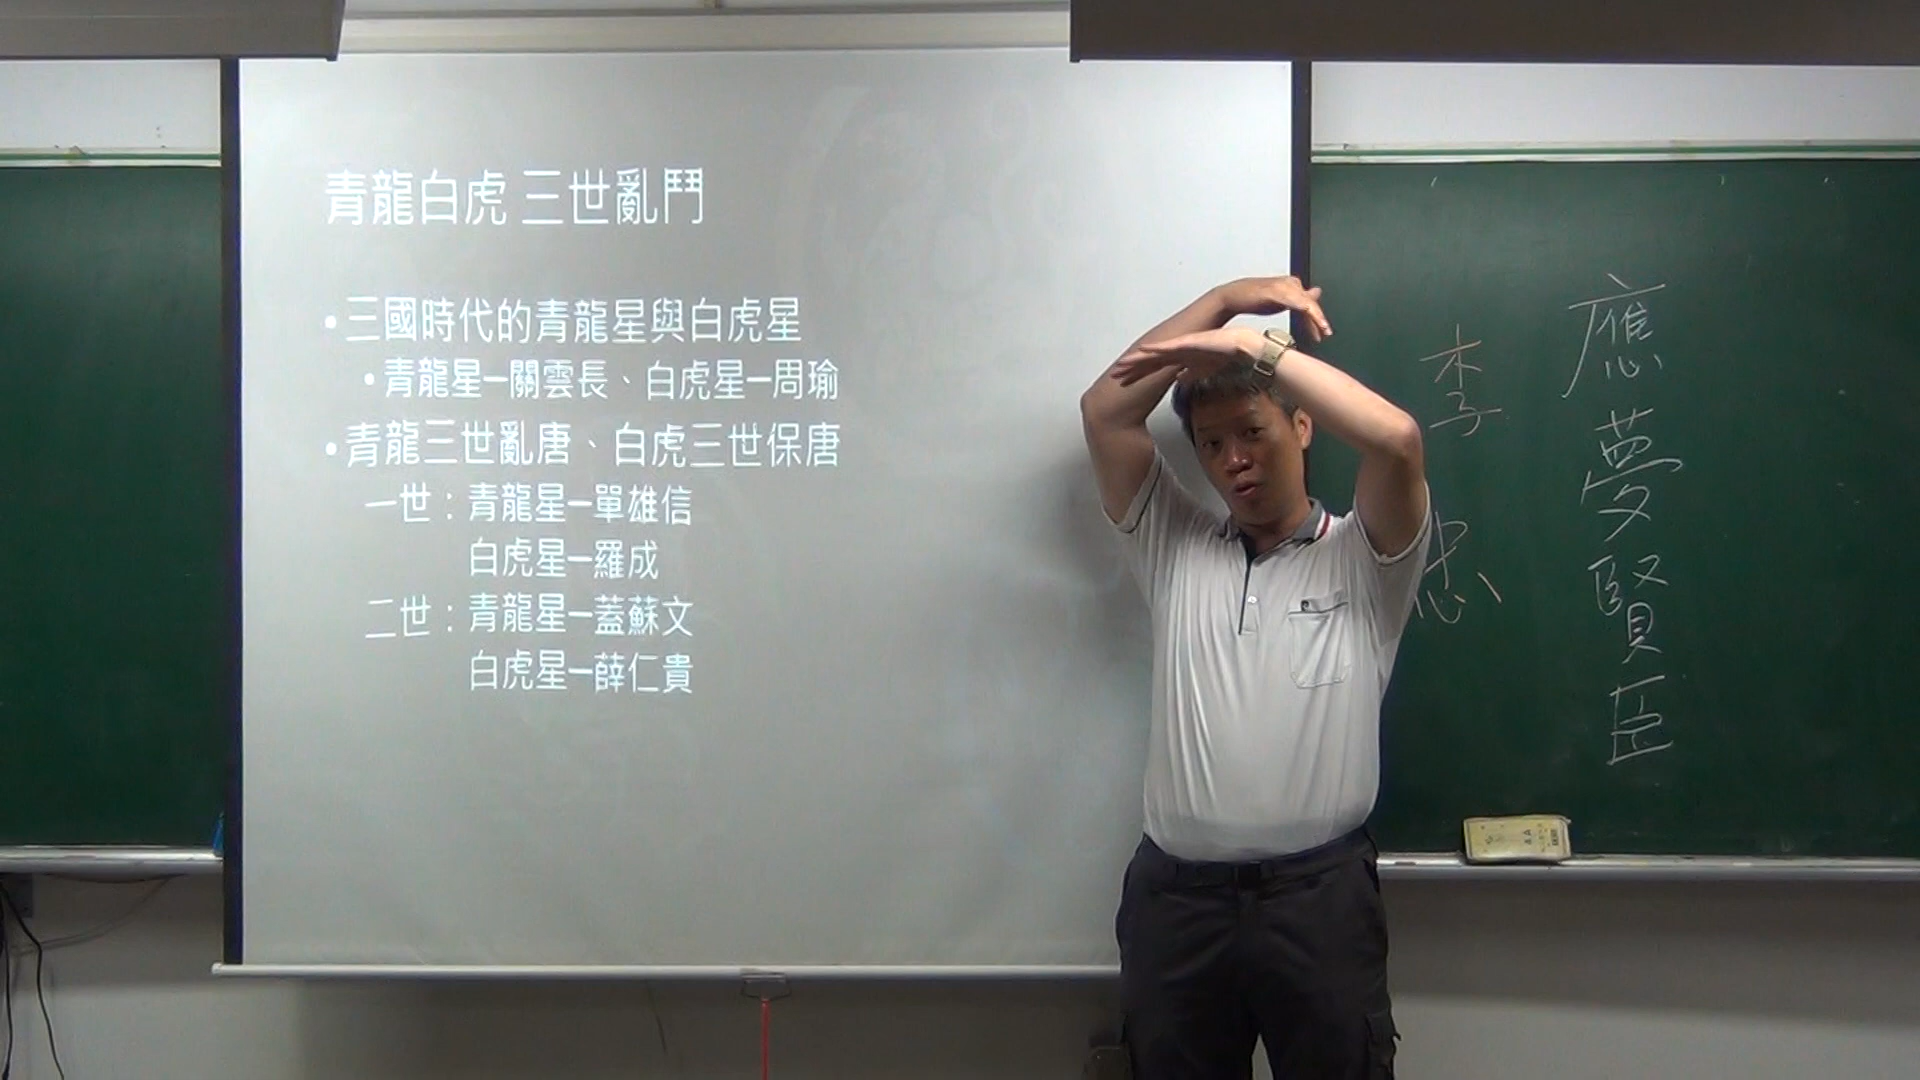 青龍白虎 三世亂鬥
•三國時代的青龍星與白虎星
•青龍星—關雲長、白虎星—周瑜
•青龍三世亂唐、白虎三世保唐
一世：青龍星—單雄信
白虎星—羅成
二世：青龍星—蓋蘇文
白虎星—薛仁貴
應夢賢臣
李忠